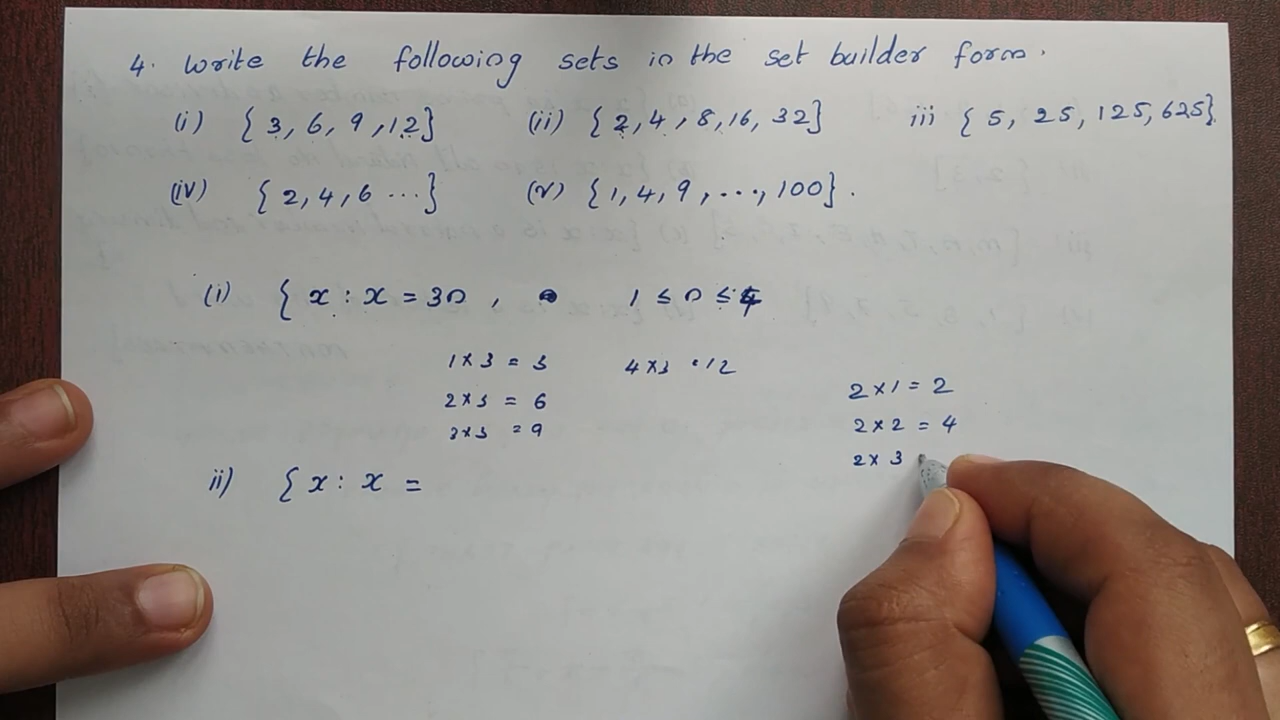 4. Write the following sets in the set builder form.
(i) {3, 6, 9, 12} (ii) {2, 4, 8, 16, 32} iii {5, 25, 125, 625}.
(iv) {2, 4, 6 ...} (v) {1, 4, 9, ..., 100}.
(i) {x : x = 3n, 1 ≤ n ≤ 4
1 x 3 = 3 4 x 3 = 12
2 x 1 = 2
2 x 3 = 6
2 x 2 = 4
3 x 3 = 9
2 x 3
ii) {x : x =